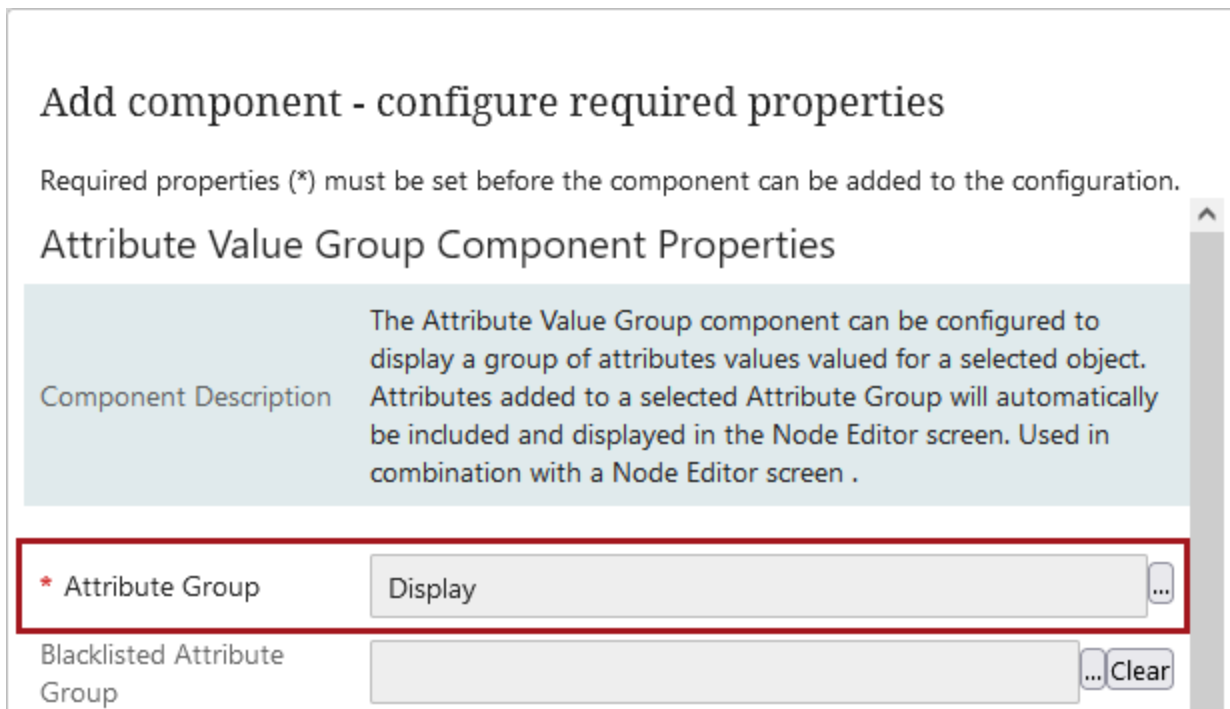 Add component - configure required properties
Required properties (*) must be set before the component can be added to the configuration.
Attribute Value Group Component Properties
Component Description
The Attribute Value Group component can be configured to
display a group of attributes values valued for a selected object.
Attributes added to a selected Attribute Group will automatically
be included and displayed in the Node Editor screen. Used in
combination with a Node Editor screen .
* Attribute Group
Display
...
Blacklisted Attribute
Group
...
Clear